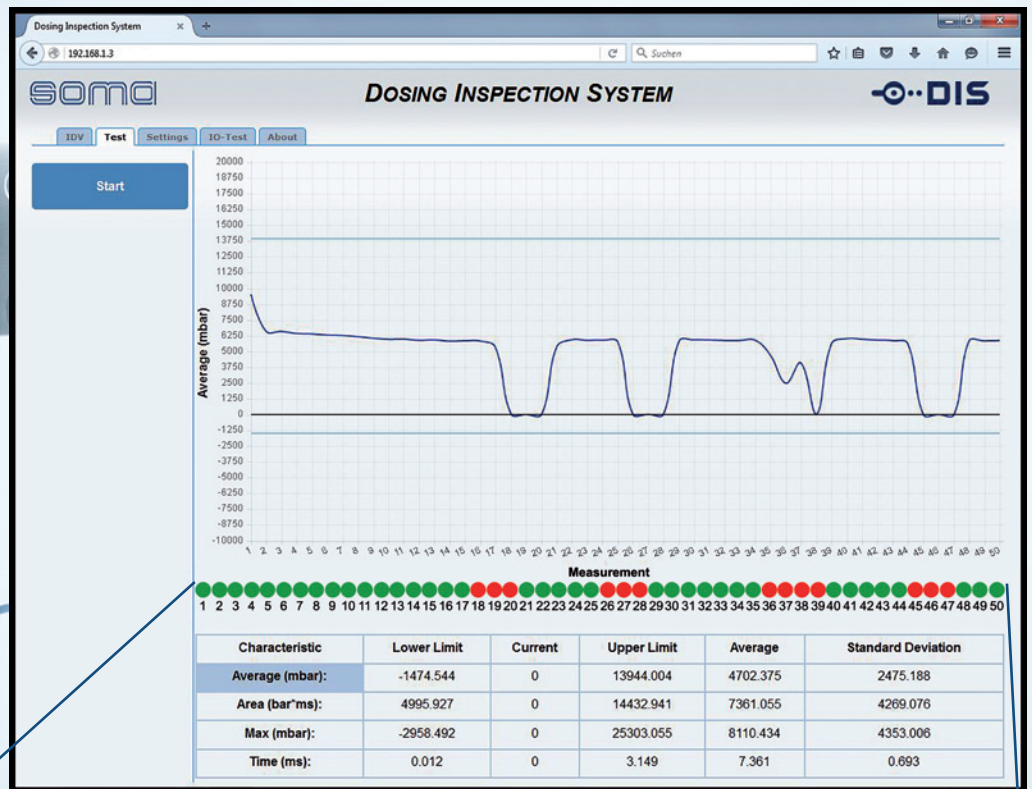 Dosing Inspection System × +
192.168.1.3 Suchen
soma DOSING INSPECTION SYSTEM DIS
IDV Test Settings IO-Test About
Start
Average (mbar)
20000
18750
17500
16250
15000
13750
12500
11250
10000
8750
7500
6250
5000
3750
2500
1250
0
-1250
-2500
-3750
-5000
-6250
-7500
-8750
-10000
1 2 3 4 5 6 7 8 9 10 11 12 13 14 15 16 17 18 19 20 21 22 23 24 25 26 27 28 29 30 31 32 33 34 35 36 37 38 39 40 41 42 43 44 45 46 47 48 49 50
Measurement
1 2 3 4 5 6 7 8 9 10 11 12 13 14 15 16 17 18 19 20 21 22 23 24 25 26 27 28 29 30 31 32 33 34 35 36 37 38 39 40 41 42 43 44 45 46 47 48 49 50
Characteristic Lower Limit Current Upper Limit Average Standard Deviation
Average (mbar): -1474.544 0 13944.004 4702.375 2475.188
Area (bar*ms): 4995.927 0 14432.941 7361.055 4269.076
Max (mbar): -2958.492 0 25303.055 8110.434 4353.006
Time (ms): 0.012 0 3.149 7.361 0.693